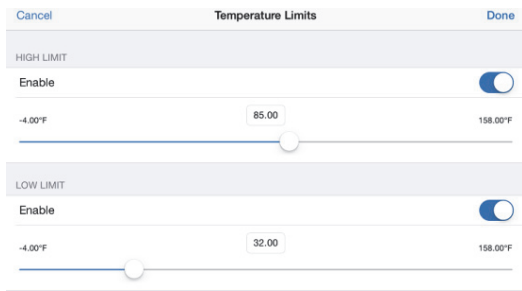 Cancel Temperature Limits Done
HIGH LIMIT
Enable
-4.00°F 85.00 158.00°F
LOW LIMIT
Enable
-4.00°F 32.00 158.00°F